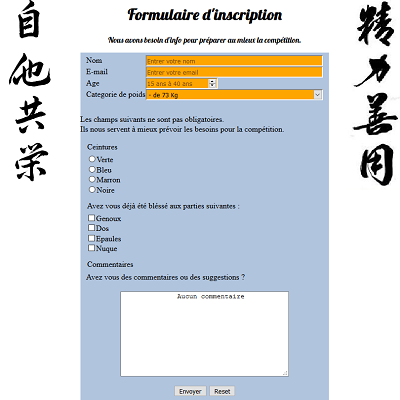 Formulaire d'inscription
Nous avons besoin d'info pour préparer au mieux la compétition.
自他共栄
精力善用
Nom Entrer votre nom
E-mail Entrer votre email
Age 15 ans à 40 ans
Categorie de poids - de 73 Kg
Les champs suivants ne sont pas obligatoires.
Ils nous servent à mieux prévoir les besoins pour la compétition.
Ceintures
Verte
Bleu
Marron
Noire
Avez vous déjà été bléssé aux parties suivantes :
Genoux
Dos
Epaules
Nuque
Commentaires
Avez vous des commentaires ou des suggestions ?
Aucun commentaire
Envoyer Reset